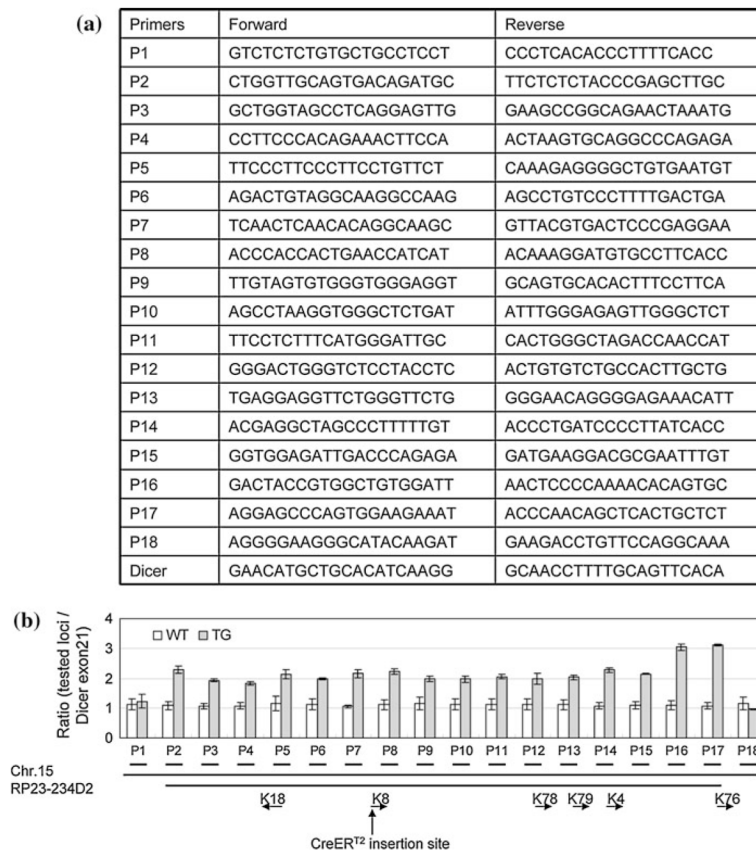 (a)
Primers Forward Reverse
P1 GTCTCTCTGTGCTGCCTCCT CCCTCACACCCTTTTCACC
P2 CTGGTTGCAGTGACAGATGC TTCTCTCTACCCGAGCTTGC
P3 GCTGGTAGCCTCAGGAGTTG GAAGCCGGCAGAACTAAATG
P4 CCTTCCCACAGAAACTTCCA ACTAAGTGCAGGCCCAGAGA
P5 TTCCCTTCCCTTCCTGTTCT CAAAGAGGGGCTGTGAATGT
P6 AGACTGTAGGCAAGGCCAAG AGCCTGTCCCTTTTGACTGA
P7 TCAACTCAACACAGGCAAGC GTTACGTGACTCCCGAGGAA
P8 ACCCACCACTGAACCATCAT ACAAAGGATGTGCCTTCACC
P9 TTGTAGTGTGGGTGGGAGGT GCAGTGCACACTTTCCTTCA
P10 AGCCTAAGGTGGGCTCTGAT ATTTGGGAGAGTTGGGCTCT
P11 TTCCTCTTTCATGGGATTGC CACTGGGCTAGACCAACCAT
P12 GGGACTGGGTCTCCTACCTC ACTGTGTCTGCCACTTGCTG
P13 TGAGGAGGTTCTGGGTTCTG GGGAACAGGGGAGAAACATT
P14 ACGAGGCTAGCCCTTTTTGT ACCCTGATCCCCTTATCACC
P15 GGTGGAGATTGACCCAGAGA GATGAAGGACGCGAATTTGT
P16 GACTACCGTGGCTGTGGATT AACTCCCCAAAACACAGTGC
P17 AGGAGCCCAGTGGAAGAAAT ACCCAACAGCTCACTGCTCT
P18 AGGGGAAGGGCATACAAGAT GAAGACCTGTTCCAGGCAAA
Dicer GAACATGCTGCACATCAAGG GCAACCTTTTGCAGTTCACA
(b)
Ratio (tested loci /
Dicer exon21)
4
3
2
1
0
WT TG
P1 P2 P3 P4 P5 P6 P7 P8 P9 P10 P11 P12 P13 P14 P15 P16 P17 P18
Chr.15
RP23-234D2
K18 K8 K78 K79 K4 K76
CreER^T2 insertion site